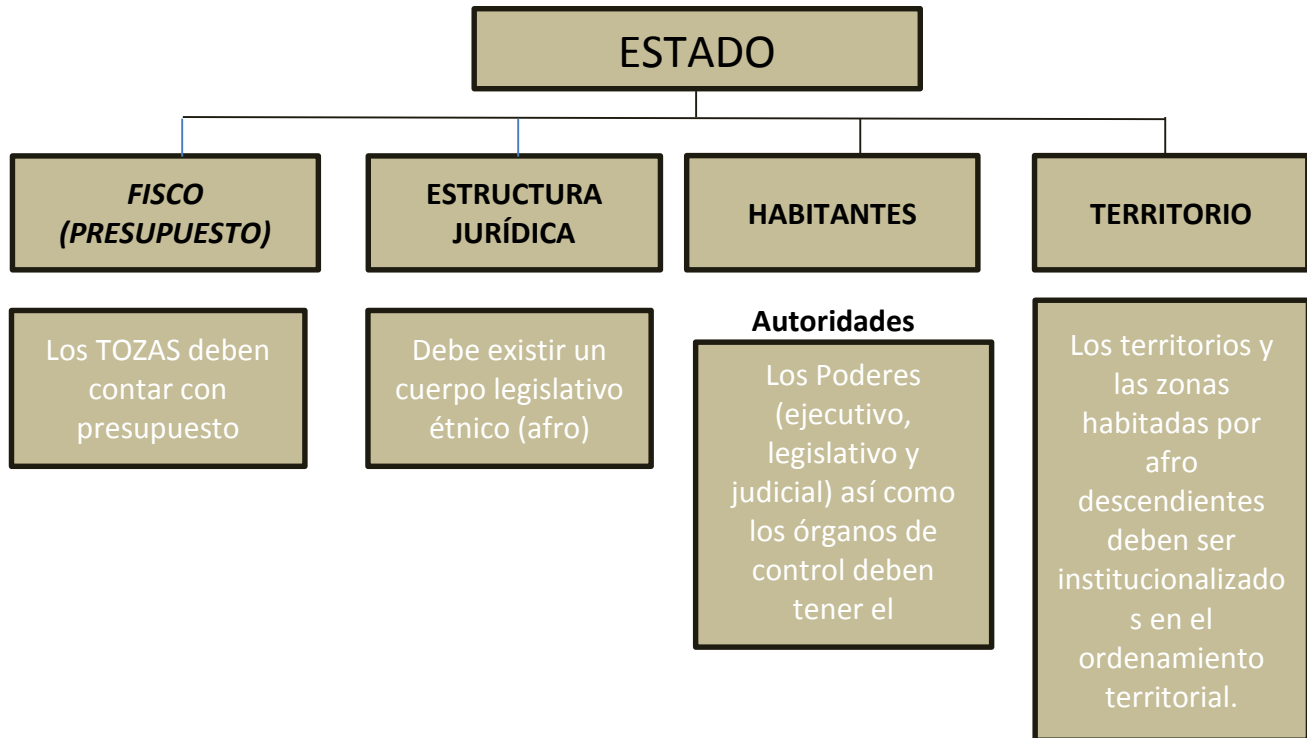 ESTADO
FISCO
(PRESUPUESTO)
ESTRUCTURA
JURÍDICA
HABITANTES
TERRITORIO
Los TOZAS deben
contar con
presupuesto
Debe existir un
cuerpo legislativo
étnico (afro)
Autoridades
Los Poderes
(ejecutivo,
legislativo y
judicial) así como
los órganos de
control deben
tener el
Los territorios y
las zonas
habitadas por
afro
descendientes
deben ser
institucionalizado
s en el
ordenamiento
territorial.